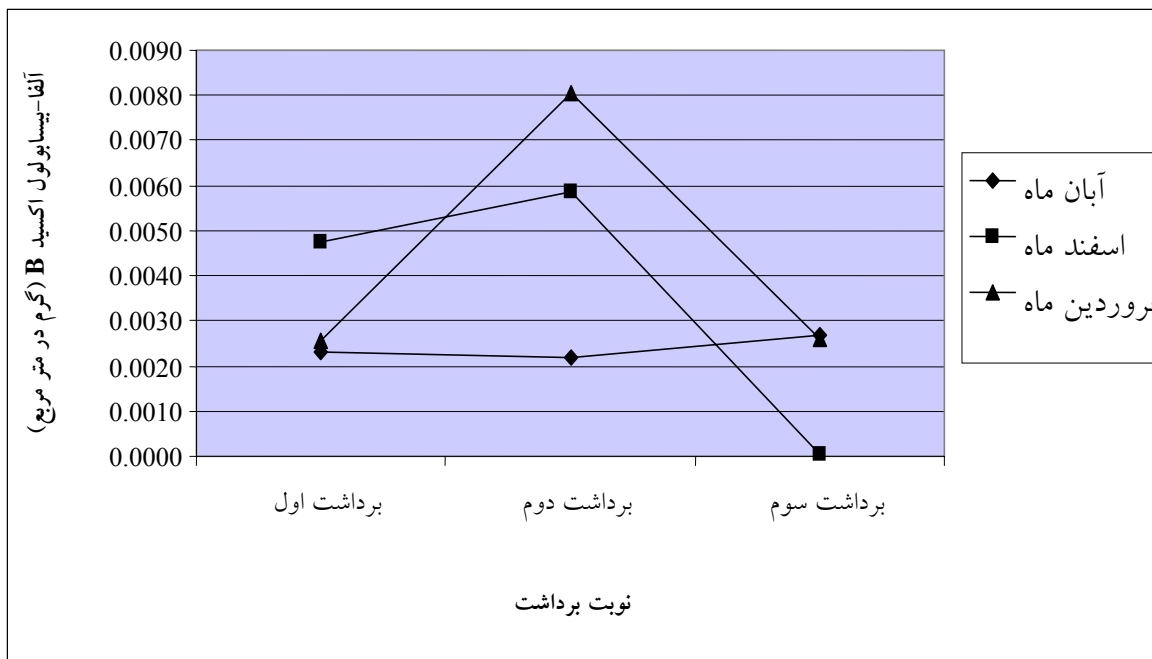 آلفا-بیسابولول اکسید B (گرم در متر مربع)
0.0090
0.0080
0.0070
0.0060
0.0050
0.0040
0.0030
0.0020
0.0010
0.0000
برداشت اول
برداشت دوم
برداشت سوم
نوبت برداشت
آبان ماه
اسفند ماه
فروردین ماه